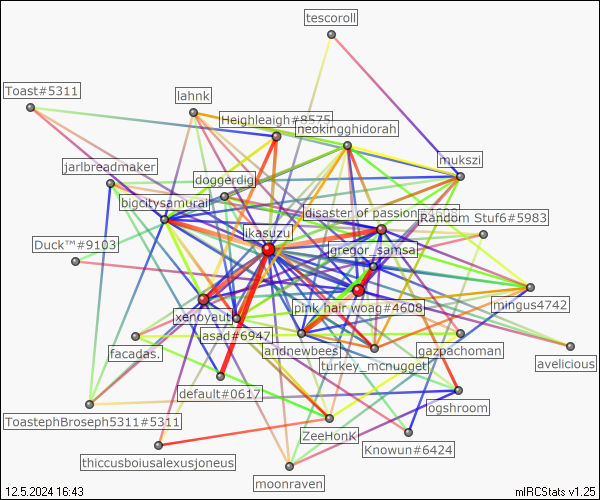 tescoroll
Toast#5311
lahnk
Heighleaigh#8575
neokingghidorah
mukszi
jarlbreadmaker
doggerdig
bigcitysamurai
disaster of passion#4608
Random Stuf6#5983
likasuzu
Duck™#9103
gregor_samsa
pink hair woag#4608
mingus4742
xenoyaut
lasad#6947
facadas.
andnewbees
gazpachoman
turkey_mcnugget
avelicious
default#0617
ogshroom
ToastephBroseph5311#5311
ZeeHonK
Knowun#6424
thiccusboiusalexusjoneus
moonraven
12.5.2024 16:43
mIRCStats v1.25